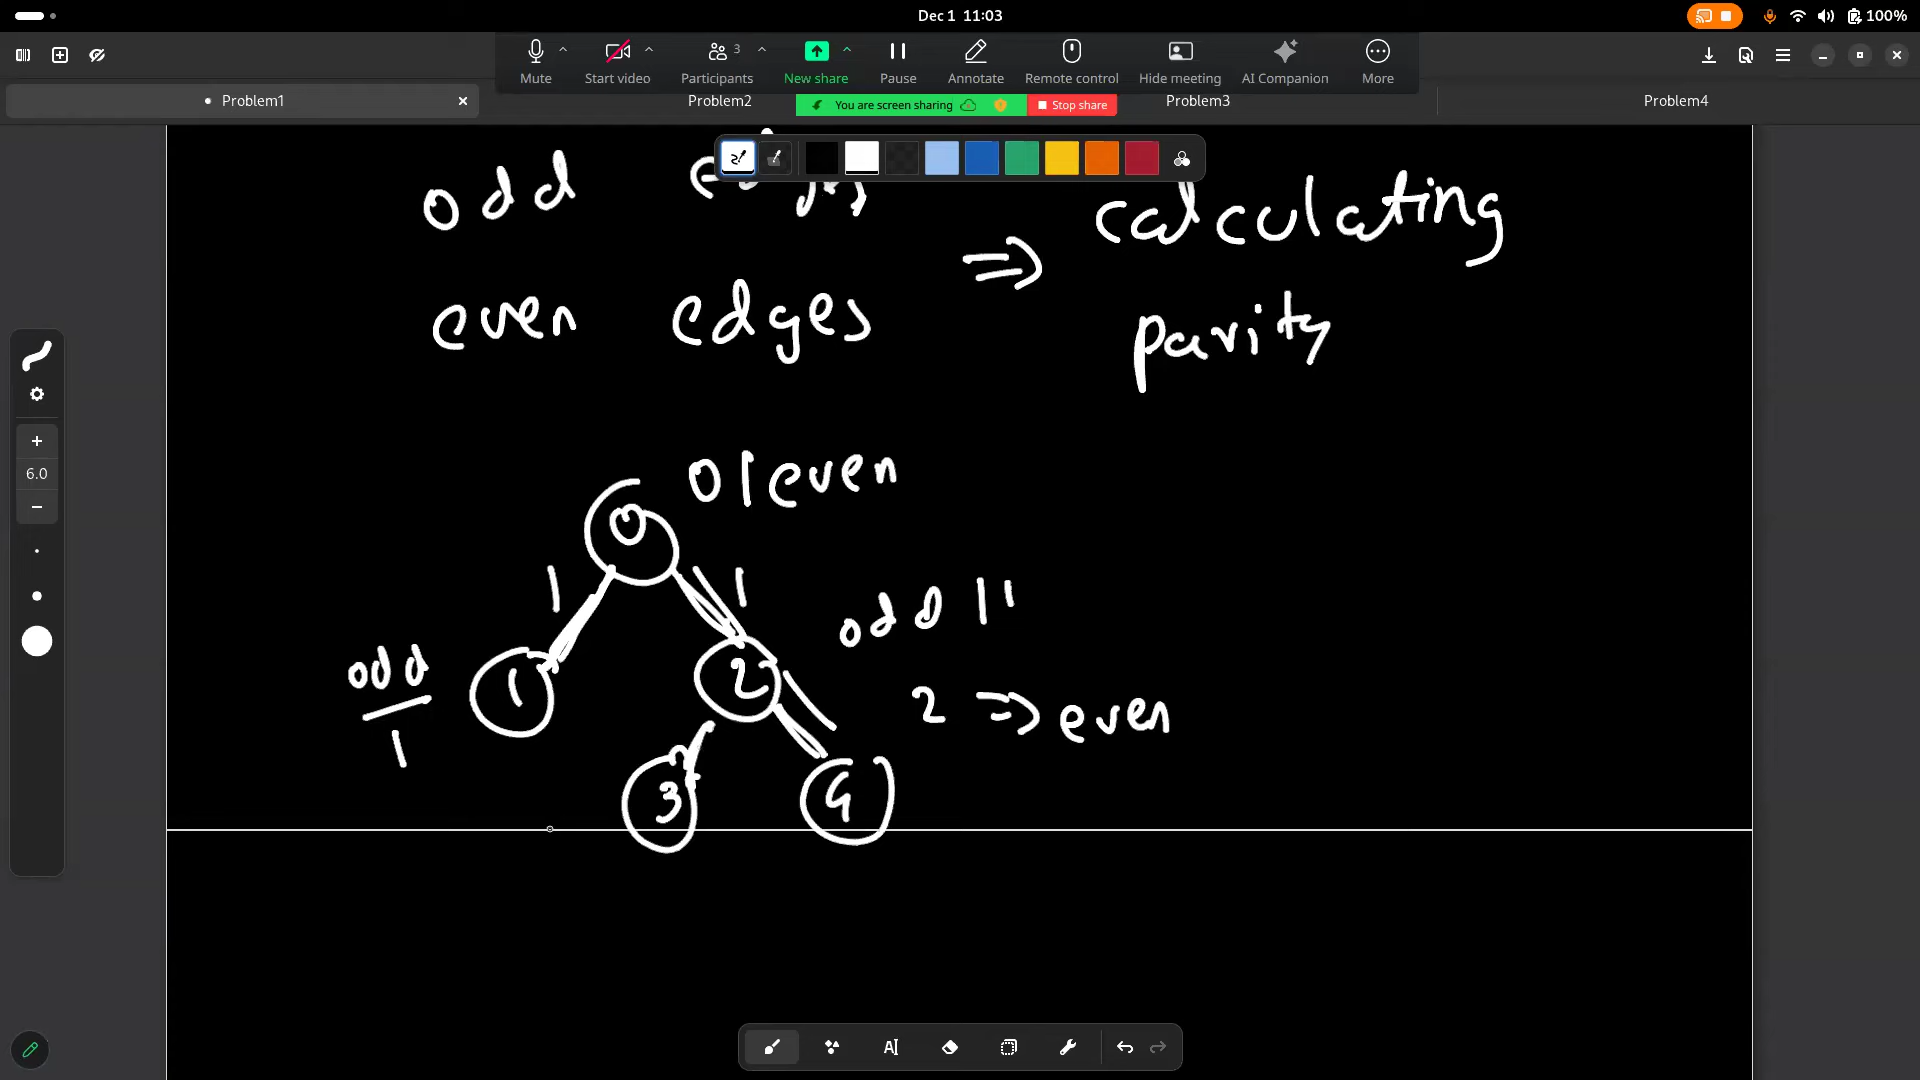 Dec 1 11:03
100%
Mute
Start video
Participants 3
New share
Pause
Annotate
Remote control
Hide meeting
AI Companion
More
Problem1
Problem2
You are screen sharing
Stop share
Problem3
Problem4
odd
calculating
=>
even edges
parity
6.0
0 | even
0
1
1
odd ||
odd
1
1
2
2 => even
3
4
AI